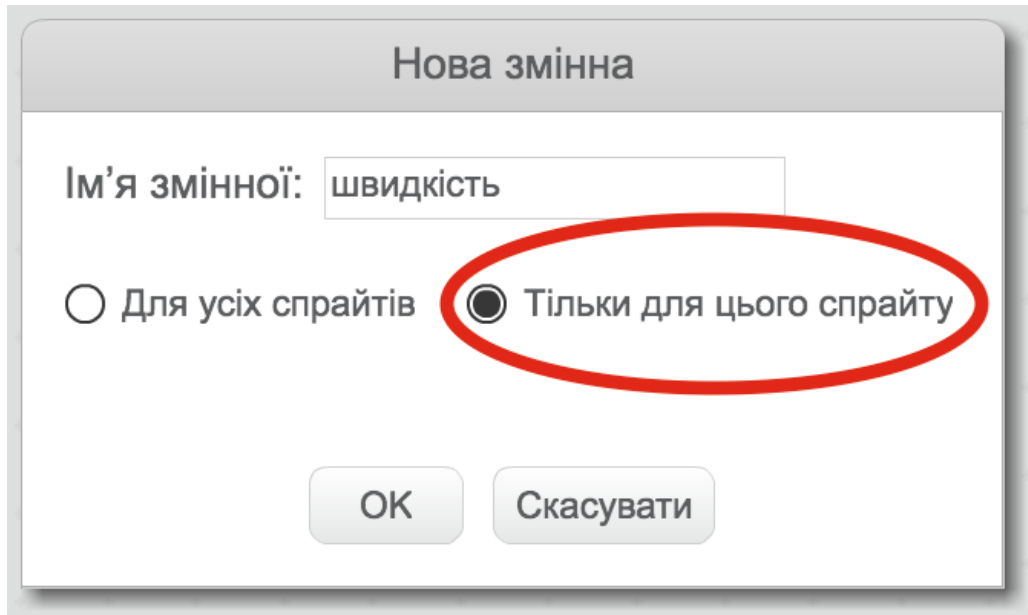 Нова змінна
Ім’я змінної: швидкість
Для усіх спрайтів Тільки для цього спрайту
OK Скасувати